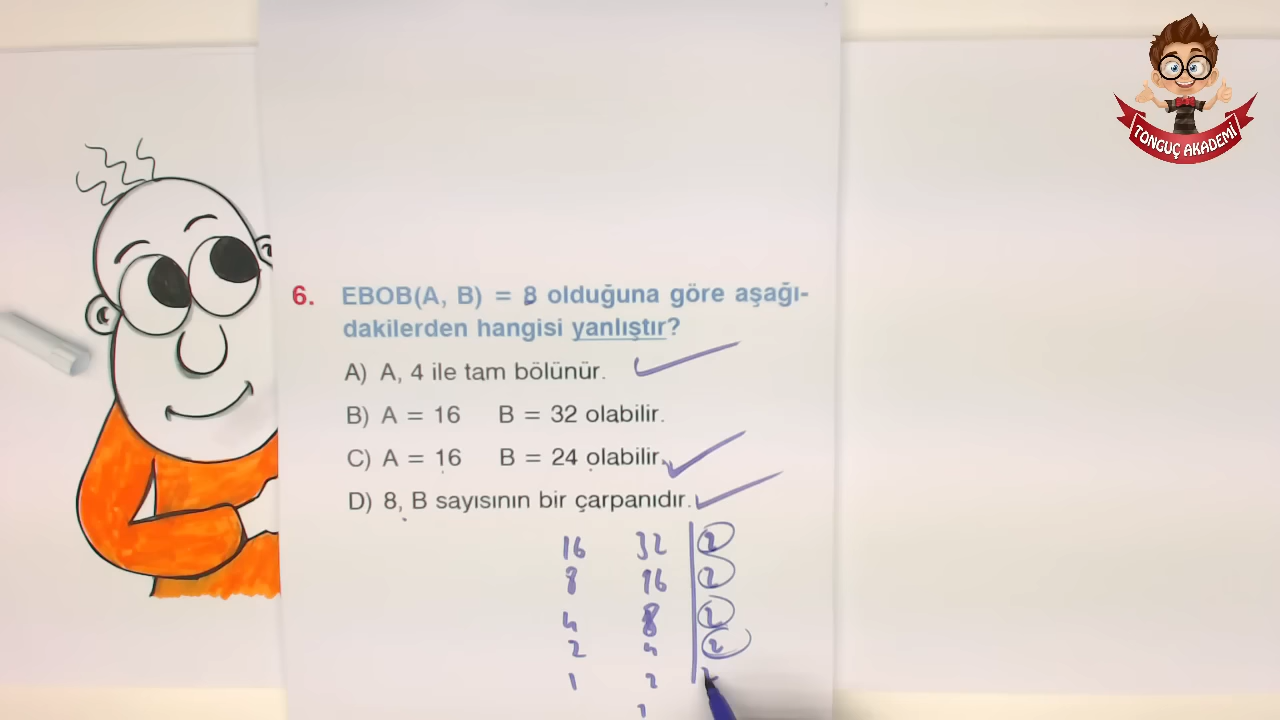 TONGUÇ AKADEMİ
6. EBOB(A, B) = 8 olduğuna göre aşağı-
dakilerden hangisi yanlıştır?
A) A, 4 ile tam bölünür.
B) A = 16 B = 32 olabilir.
C) A = 16 B = 24 olabilir.
D) 8, B sayısının bir çarpanıdır.
16 32 2
8 16 2
4 8 2
2 4 2
1 2 2
1